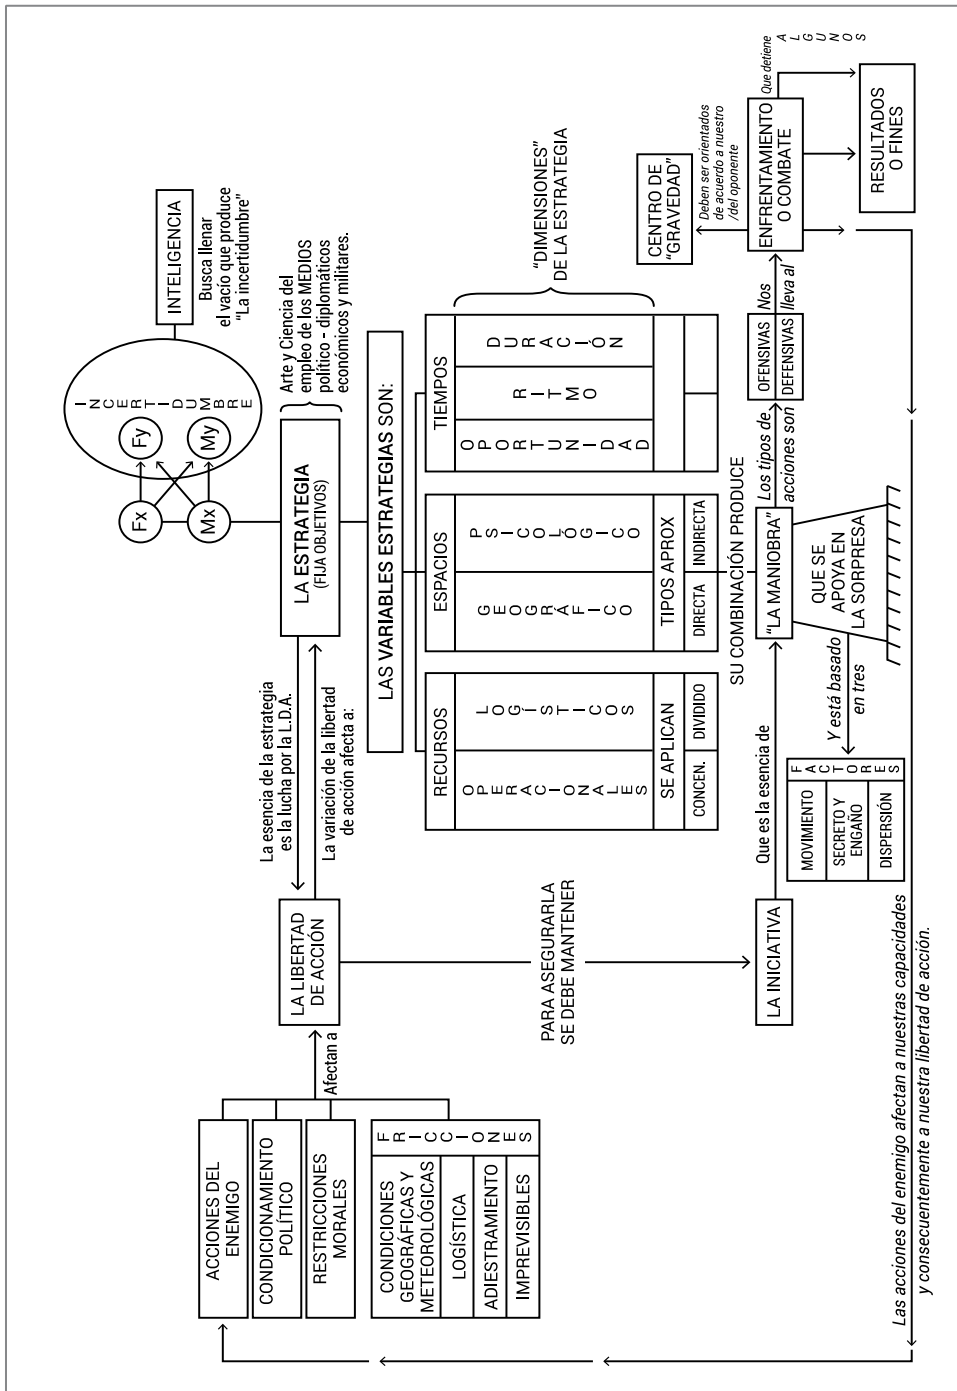 INCERTIDUMBRE
Fx
Fy
Mx
My
INTELIGENCIA
Busca llenar
el vacío que produce
"La incertidumbre"
LA ESTRATEGIA
(FIJA OBJETIVOS)
Arte y Ciencia del
empleo de los MEDIOS
político - diplomáticos
económicos y militares.
La esencia de la estrategia
es la lucha por la L.D.A.
La variación de la libertad
de acción afecta a:
LA LIBERTAD
DE ACCIÓN
Afectan a
ACCIONES DEL
ENEMIGO
CONDICIONAMIENTO
POLÍTICO
RESTRICCIONES
MORALES
FRICCIONES
CONDICIONES
GEOGRÁFICAS Y
METEOROLÓGICAS
LOGÍSTICA
ADIESTRAMIENTO
IMPREVISIBLES
LAS VARIABLES ESTRATEGIAS SON:
RECURSOS
OPERACIONALES
LOGÍSTICOS
SE APLICAN
CONCEN.
DIVIDIDO
ESPACIOS
GEOGRÁFICO
PSICOLÓGICO
TIPOS APROX
DIRECTA
INDIRECTA
TIEMPOS
OPORTUNIDAD
RITMO
DURACIÓN
"DIMENSIONES"
DE LA ESTRATEGIA
SU COMBINACIÓN PRODUCE
PARA ASEGURARLA
SE DEBE MANTENER
LA INICIATIVA
Que es la esencia de
"LA MANIOBRA"
Los tipos de
acciones son
OFENSIVAS
DEFENSIVAS
Nos
lleva al
ENFRENTAMIENTO
O COMBATE
CENTRO DE
"GRAVEDAD"
Deben ser orientados
de acuerdo a nuestro
/del oponente
Que detiene
ALGUNOS
RESULTADOS
O FINES
QUE SE
APOYA EN
LA SORPRESA
Y está basado
en tres
FACTORES
MOVIMIENTO
SECRETO Y
ENGAÑO
DISPERSIÓN
Las acciones del enemigo afectan a nuestras capacidades
y consecuentemente a nuestra libertad de acción.